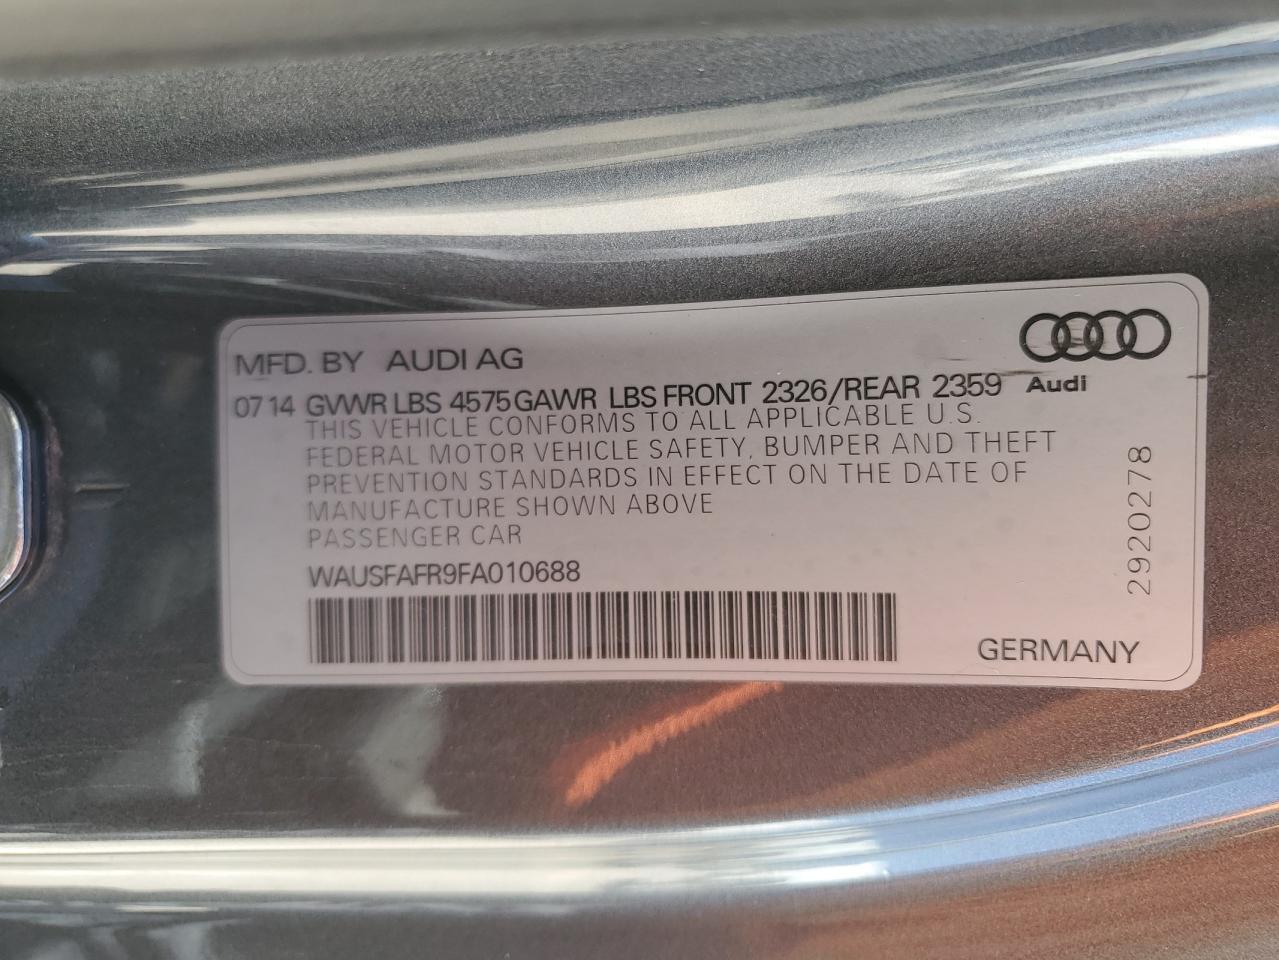 MFD. BY AUDI AG
07 14 GVWR LBS 4575 GAWR LBS FRONT 2326/REAR 2359
Audi
THIS VEHICLE CONFORMS TO ALL APPLICABLE U.S.
FEDERAL MOTOR VEHICLE SAFETY, BUMPER AND THEFT
PREVENTION STANDARDS IN EFFECT ON THE DATE OF
MANUFACTURE SHOWN ABOVE
PASSENGER CAR
WAUSFAFR9FA010688
2920278
GERMANY